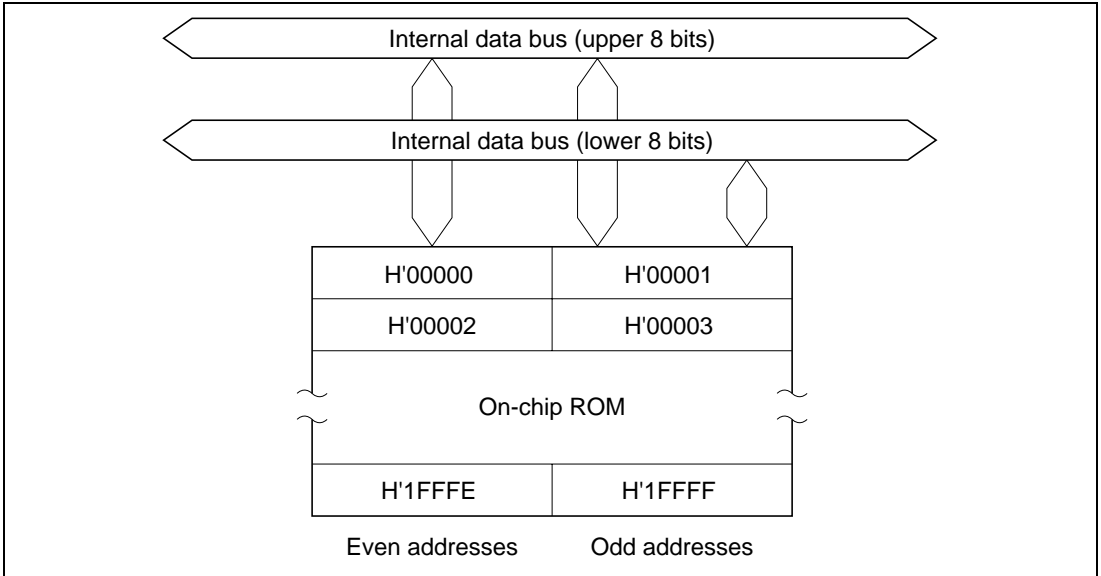 Internal data bus (upper 8 bits)
Internal data bus (lower 8 bits)
H'00000 H'00001
H'00002 H'00003
On-chip ROM
H'1FFFE H'1FFFF
Even addresses Odd addresses